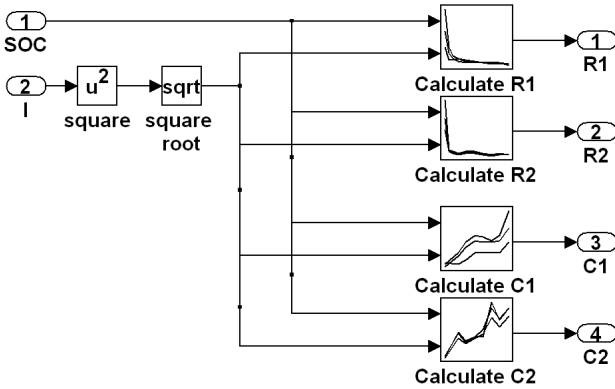 1
SOC
2
I
u²
square
sqrt
square
root
Calculate R1
1
R1
Calculate R2
2
R2
Calculate C1
3
C1
Calculate C2
4
C2